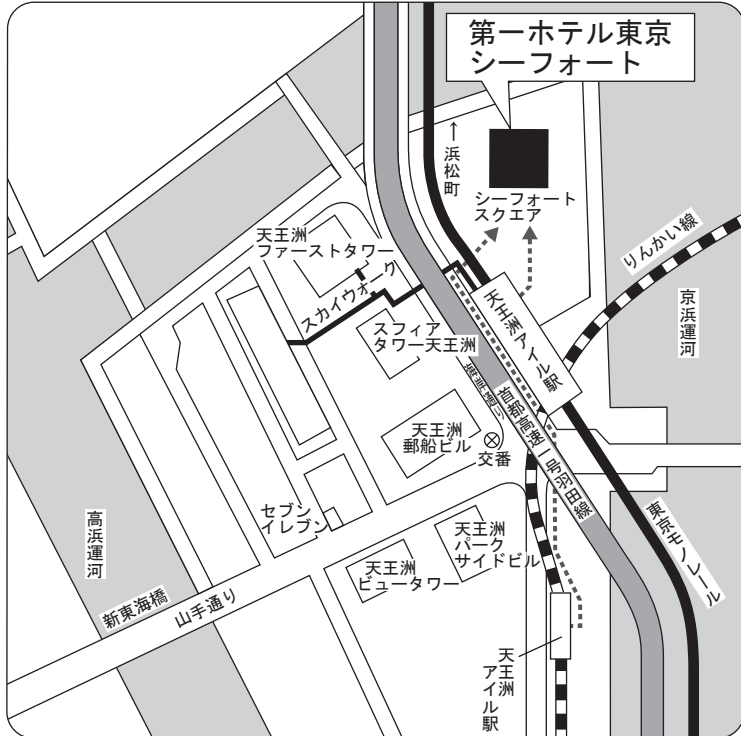 第一ホテル東京
シーフォート
↑
浜松町
シーフォート
スクエア
天王洲
ファーストタワー
りんかい線
スカイウォーク
天王洲アイル駅
京浜運河
スフィア
タワー天王洲
海岸通り
首都高速一号羽田線
天王洲
郵船ビル
交番
セブン
イレブン
高浜運河
天王洲
パーク
サイドビル
東京モノレール
天王洲
ビュータワー
新東海橋
山手通り
天王洲
アイル駅